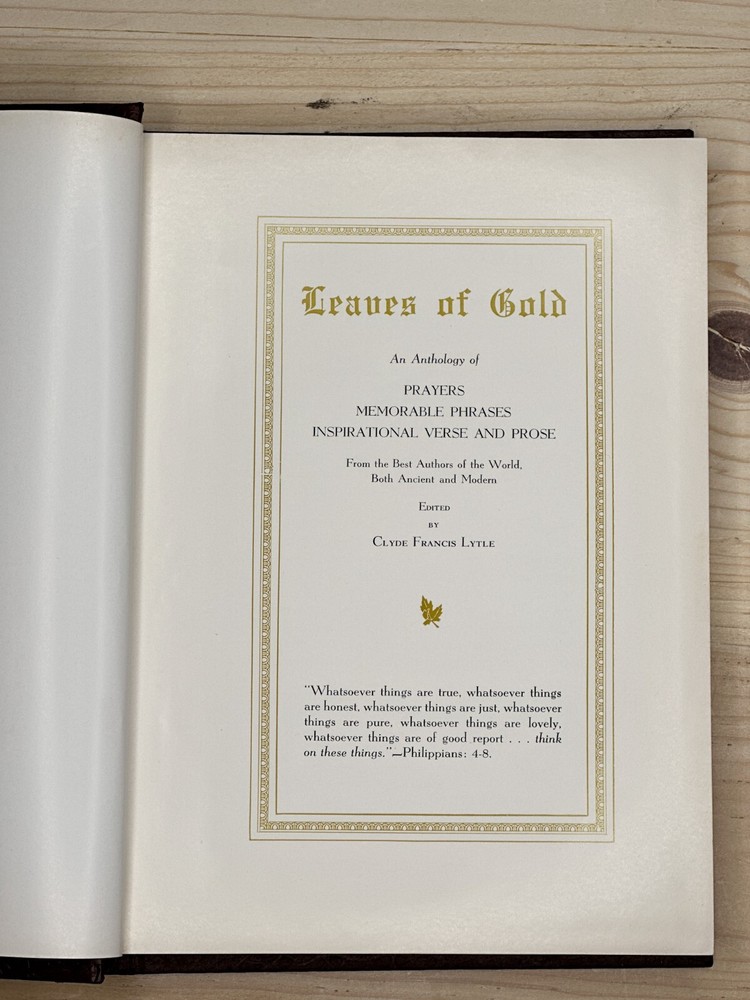 Leaves of Gold
An Anthology of
PRAYERS
MEMORABLE PHRASES
INSPIRATIONAL VERSE AND PROSE
From the Best Authors of the World,
Both Ancient and Modern
EDITED
BY
CLYDE FRANCIS LYTLE
"Whatsoever things are true, whatsoever things
are honest, whatsoever things are just, whatsoever
things are pure, whatsoever things are lovely,
whatsoever things are of good report . . . think
on these things."—Philippians: 4-8.